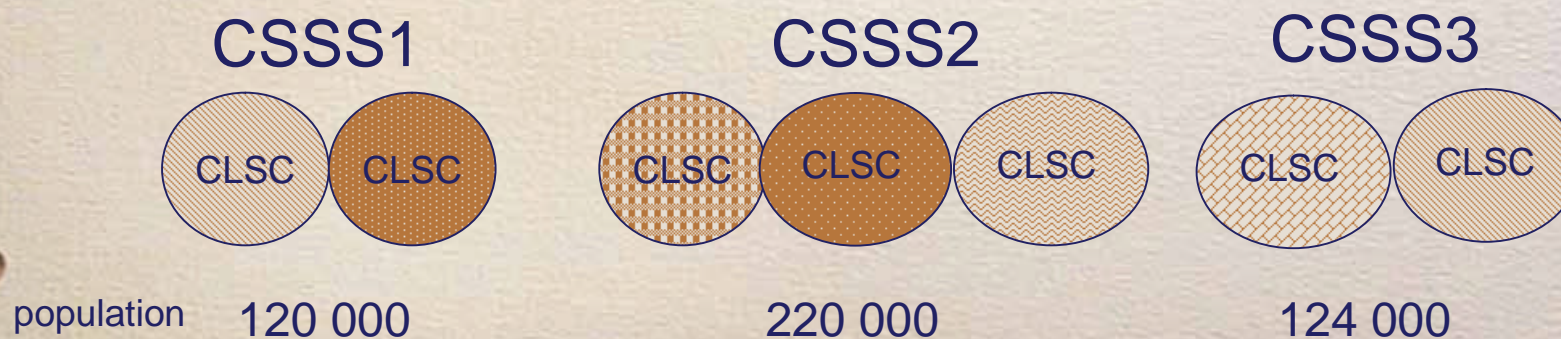 CSSS1 CSSS2 CSSS3
CLSC CLSC CLSC CLSC CLSC CLSC CLSC
population 120 000 220 000 124 000